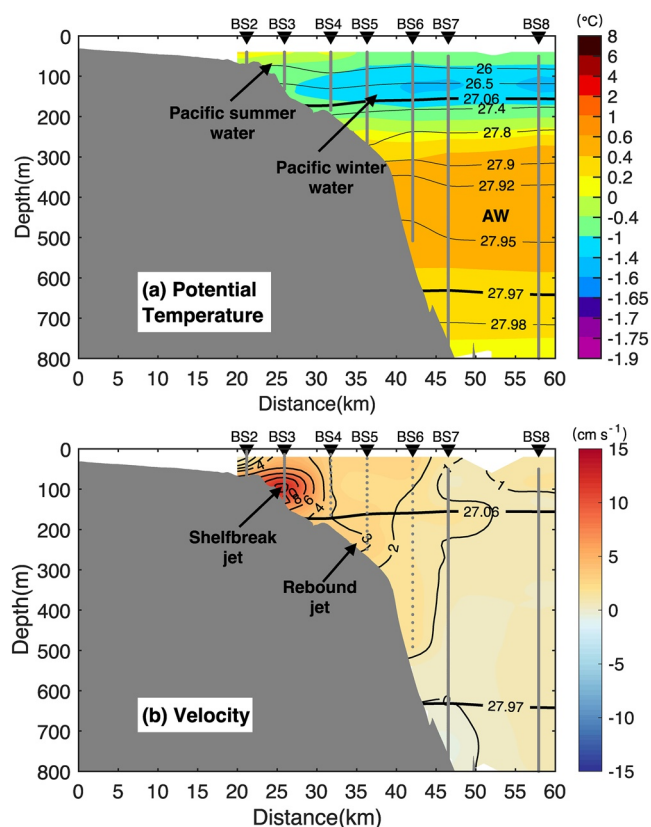 BS2 BS3 BS4 BS5 BS6 BS7 BS8
(°C)
0
100
200
300
400
500
600
700
800
Depth(m)
26
26.5
27.06
27.4
27.8
27.9
27.92
27.95
27.97
27.98
Pacific summer
water
Pacific winter
water
AW
(a) Potential
Temperature
0 5 10 15 20 25 30 35 40 45 50 55 60
Distance(km)
8
6
4
2
1
0.6
0.4
0.2
0
-0.4
-1
-1.4
-1.6
-1.65
-1.7
-1.75
-1.9
BS2 BS3 BS4 BS5 BS6 BS7 BS8
(cm s⁻¹)
0
100
200
300
400
500
600
700
800
Depth(m)
4
8
6
4
3
2
1
1
27.06
27.97
Shelfbreak
jet
Rebound
jet
(b) Velocity
0 5 10 15 20 25 30 35 40 45 50 55 60
Distance(km)
15
10
5
0
-5
-10
-15